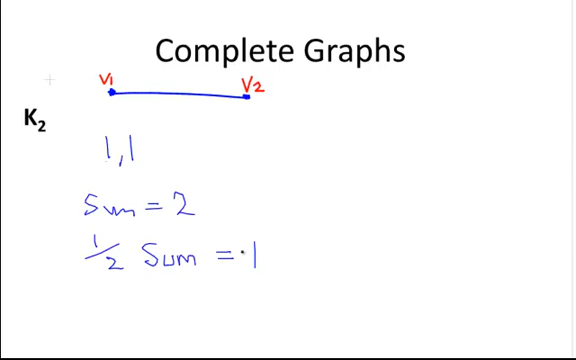 Complete Graphs
V1 V2
K₂
1,1
Sum = 2
1/2 Sum = 1